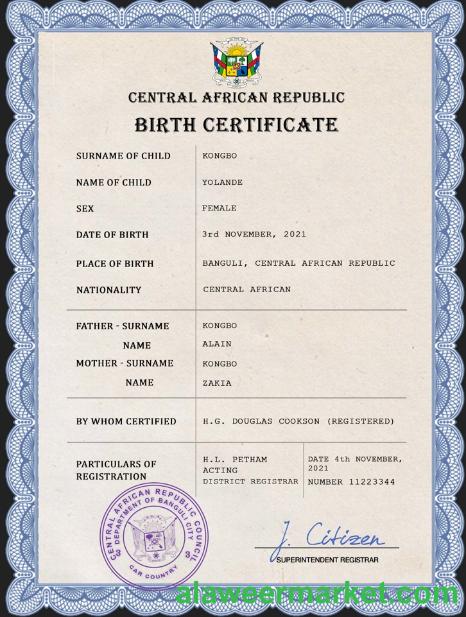 CENTRAL AFRICAN REPUBLIC
BIRTH CERTIFICATE
SURNAME OF CHILD KONGBO
NAME OF CHILD YOLANDE
SEX FEMALE
DATE OF BIRTH 3rd NOVEMBER, 2021
PLACE OF BIRTH BANGULI, CENTRAL AFRICAN REPUBLIC
NATIONALITY CENTRAL AFRICAN
FATHER - SURNAME KONGBO
NAME ALAIN
MOTHER - SURNAME KONGBO
NAME ZAKIA
BY WHOM CERTIFIED H.G. DOUGLAS COOKSON (REGISTERED)
PARTICULARS OF REGISTRATION
H.L. PETHAM
ACTING
DISTRICT REGISTRAR
DATE 4th NOVEMBER,
2021
NUMBER 11223344
CENTRAL AFRICAN REPUBLIC COUNCIL
DEPARTMENT OF BANGULI CITY
CAR COUNTRY
J. Citizen
SUPERINTENDENT REGISTRAR
alaweermarket.com